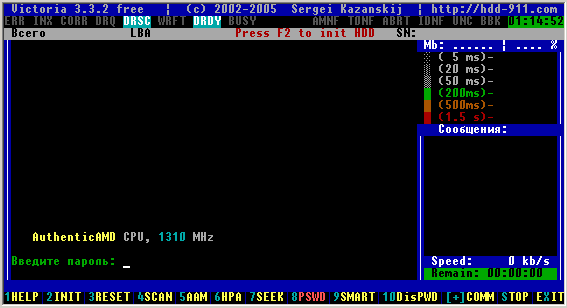 Victoria 3.3.2 free ¦ (c) 2002-2005 Sergei Kazanskij ¦ http://hdd-911.com
ERR INX CORR DRQ DRSC WRFT DRDY BUSY AMNF TONF ABRT IDNF UNC BBK 01:14:52
Всего LBA Press F2 to init HDD SN:
Mb: ...... ¦ .... %
( 5 ms)-
(20 ms)-
(50 ms)-
(200ms)-
(500ms)-
(1.5 s)-
Сообщения:
AuthenticAMD CPU, 1310 MHz
Введите пароль: _
Speed: 0 kb/s
Remain: 00:00:00
1HELP 2INIT 3RESET 4SCAN 5AAM 6HPA 7SEEK 8PSWD 9SMART 10DisPWD [+]COMM STOP EXIT